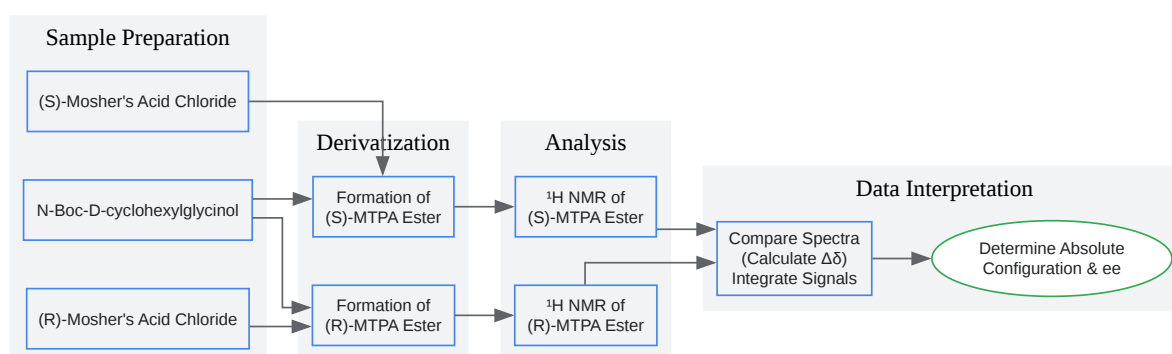 Sample Preparation
(S)-Mosher's Acid Chloride
N-Boc-D-cyclohexylglycinol
(R)-Mosher's Acid Chloride
Derivatization
Formation of
(S)-MTPA Ester
Formation of
(R)-MTPA Ester
Analysis
¹H NMR of
(S)-MTPA Ester
¹H NMR of
(R)-MTPA Ester
Data Interpretation
Compare Spectra
(Calculate Δδ)
Integrate Signals
Determine Absolute
Configuration & ee